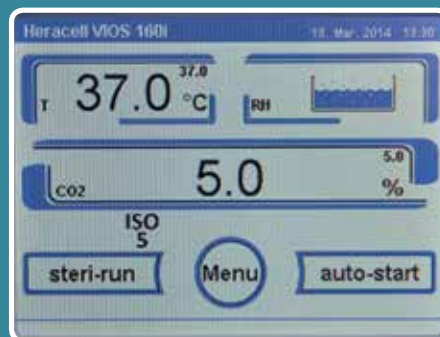 Heracell VIOS 160i 18. Mar. 2014 13:30
T 37.0 °C 37.0 RH
CO2 5.0 % 5.0
ISO
5
steri-run Menu auto-start